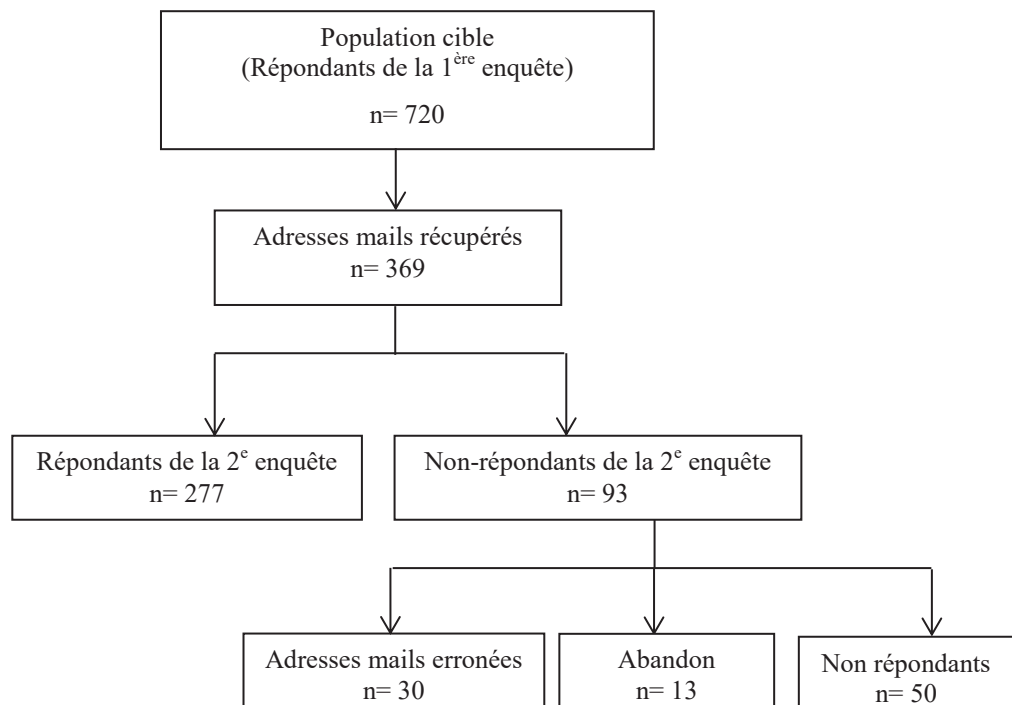 Population cible
(Répondants de la 1ère enquête)
n= 720
Adresses mails récupérés
n= 369
Répondants de la 2e enquête
n= 277
Non-répondants de la 2e enquête
n= 93
Adresses mails erronées
n= 30
Abandon
n= 13
Non répondants
n= 50